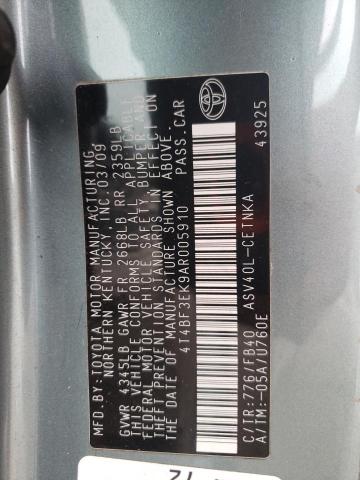 MFD. BY: TOYOTA MOTOR MANUFACTURING,
NORTHERN KENTUCKY, INC. 03/09
GVWR 4345LB GAWR FR 2668LB RR 2359LB
THIS VEHICLE CONFORMS TO ALL APPLICABLE
FEDERAL MOTOR VEHICLE SAFETY, BUMPER, AND
THEFT PREVENTION STANDARDS IN EFFECT
ON THE DATE OF MANUFACTURE SHOWN ABOVE.
4T4BF3EK9AR005910 PASS.CAR
C/TR:776/FB40 ASV40L-CETNKA
A/TM:-05A/U760E 43925
TOYOTA